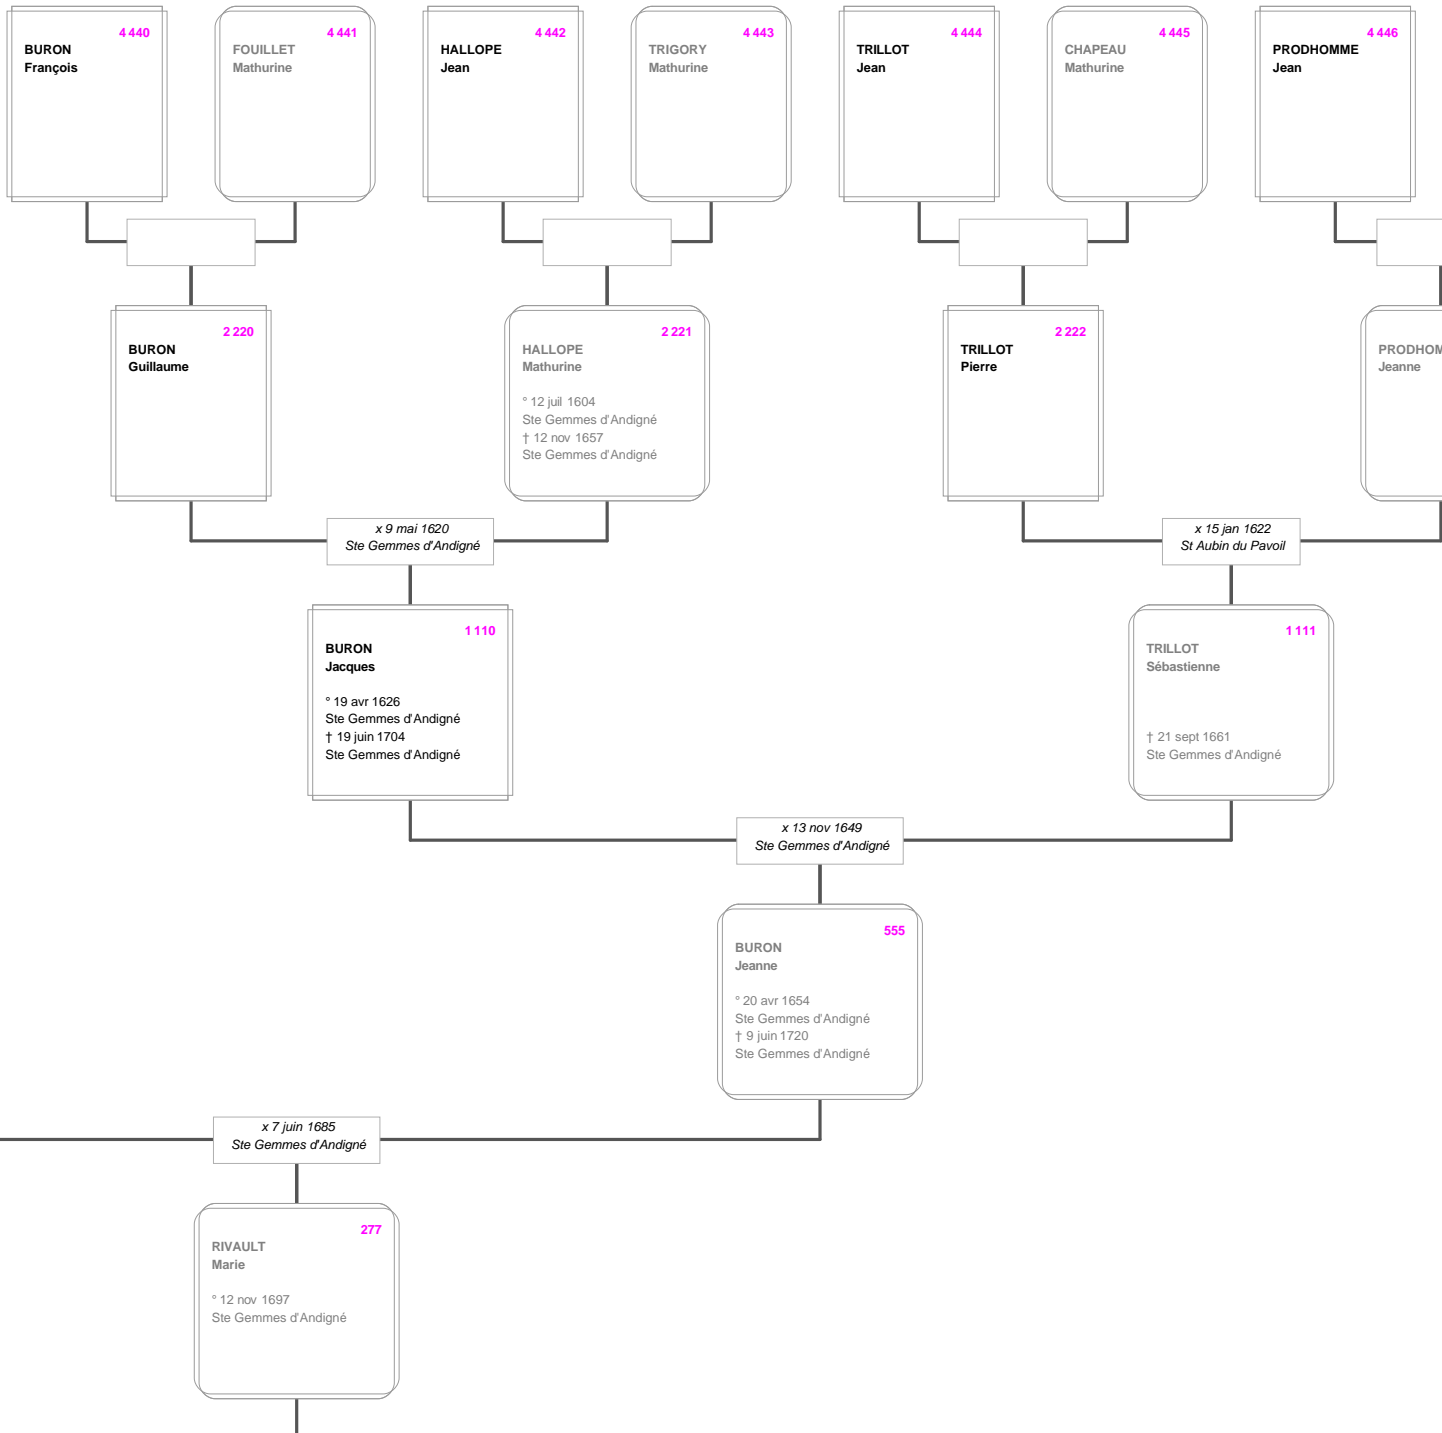 4 440
BURON
François
4 441
FOUILLET
Mathurine
4 442
HALLOPE
Jean
4 443
TRIGORY
Mathurine
4 444
TRILLOT
Jean
4 445
CHAPEAU
Mathurine
4 446
PRODHOMME
Jean
2 220
BURON
Guillaume
2 221
HALLOPE
Mathurine
° 12 juil 1604
Ste Gemmes d'Andigné
† 12 nov 1657
Ste Gemmes d'Andigné
2 222
TRILLOT
Pierre
PRODHOM
Jeanne
x 9 mai 1620
Ste Gemmes d'Andigné
x 15 jan 1622
St Aubin du Pavoil
1 110
BURON
Jacques
° 19 avr 1626
Ste Gemmes d'Andigné
† 19 juin 1704
Ste Gemmes d'Andigné
1 111
TRILLOT
Sébastienne
† 21 sept 1661
Ste Gemmes d'Andigné
x 13 nov 1649
Ste Gemmes d'Andigné
555
BURON
Jeanne
° 20 avr 1654
Ste Gemmes d'Andigné
† 9 juin 1720
Ste Gemmes d'Andigné
x 7 juin 1685
Ste Gemmes d'Andigné
277
RIVAULT
Marie
° 12 nov 1697
Ste Gemmes d'Andigné